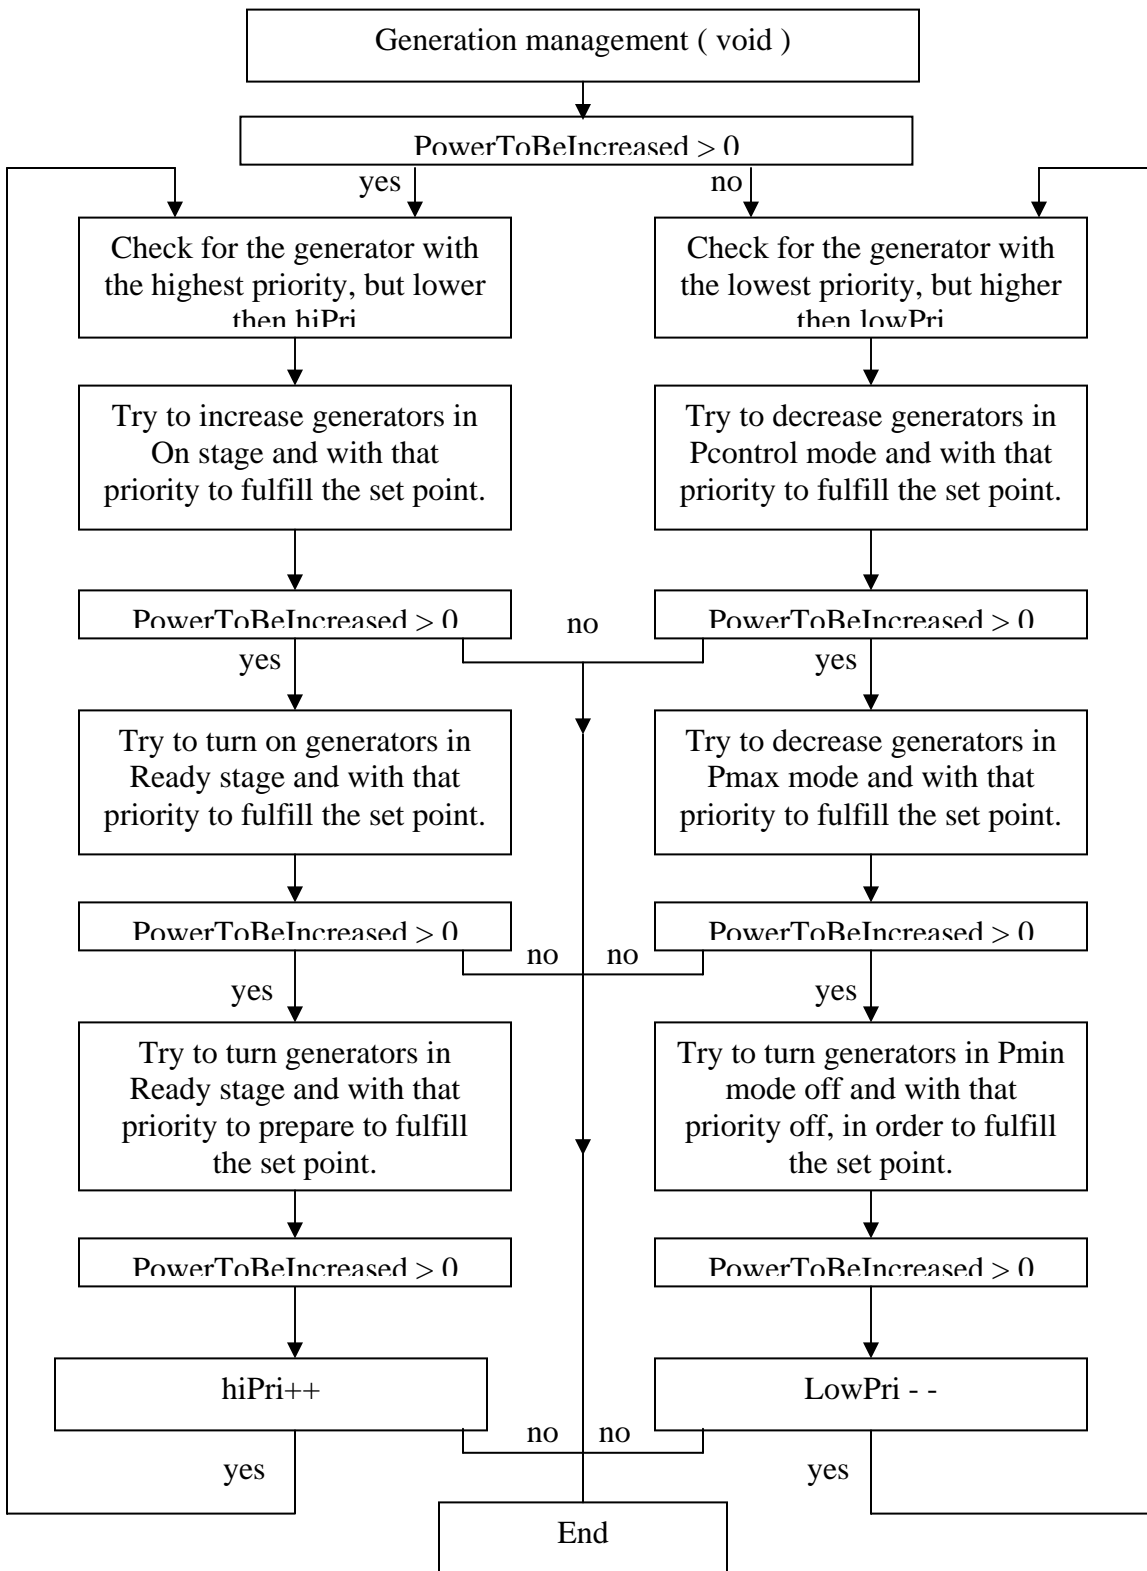 Generation management ( void )
PowerToBeIncreased > 0
yes
no
Check for the generator with
the highest priority, but lower
then hiPri
Check for the generator with
the lowest priority, but higher
then lowPri
Try to increase generators in
On stage and with that
priority to fulfill the set point.
Try to decrease generators in
Pcontrol mode and with that
priority to fulfill the set point.
PowerToBeIncreased > 0
no
PowerToBeIncreased > 0
yes
yes
Try to turn on generators in
Ready stage and with that
priority to fulfill the set point.
Try to decrease generators in
Pmax mode and with that
priority to fulfill the set point.
PowerToBeIncreased > 0
PowerToBeIncreased > 0
no
no
yes
yes
Try to turn generators in
Ready stage and with that
priority to prepare to fulfill
the set point.
Try to turn generators in Pmin
mode off and with that
priority off, in order to fulfill
the set point.
PowerToBeIncreased > 0
PowerToBeIncreased > 0
hiPri++
LowPri - -
no
no
yes
yes
End